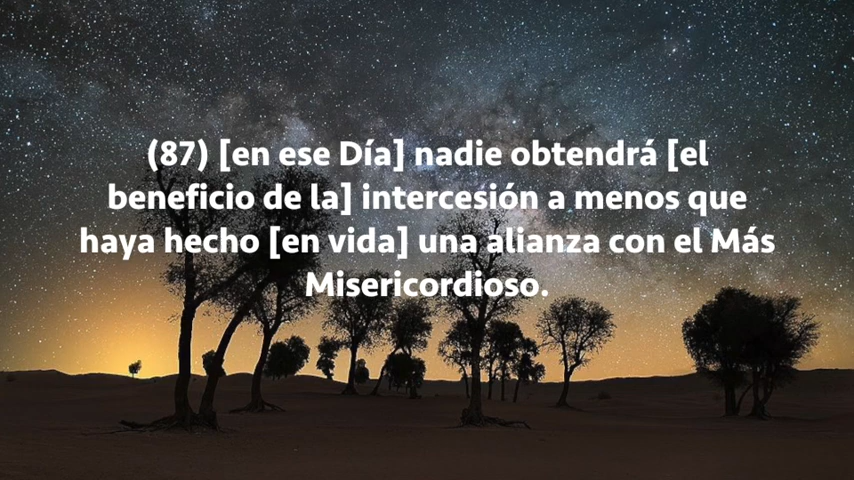 (87) [en ese Día] nadie obtendrá [el
beneficio de la] intercesión a menos que
haya hecho [en vida] una alianza con el Más
Misericordioso.